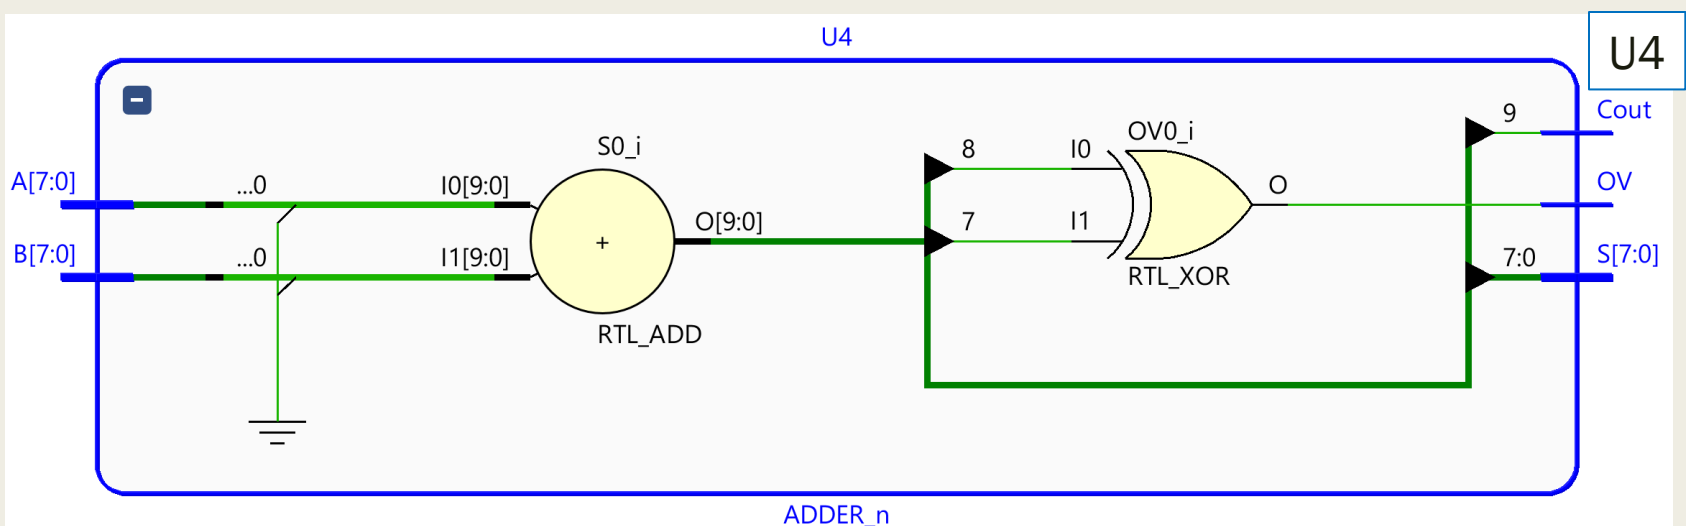 U4
U4
Cout
9
OV0_i
S0_i
8
I0
A[7:0]
...0
I0[9:0]
O
OV
O[9:0]
7
I1
B[7:0]
...0
I1[9:0]
+
7:0
S[7:0]
RTL_XOR
RTL_ADD
ADDER_n